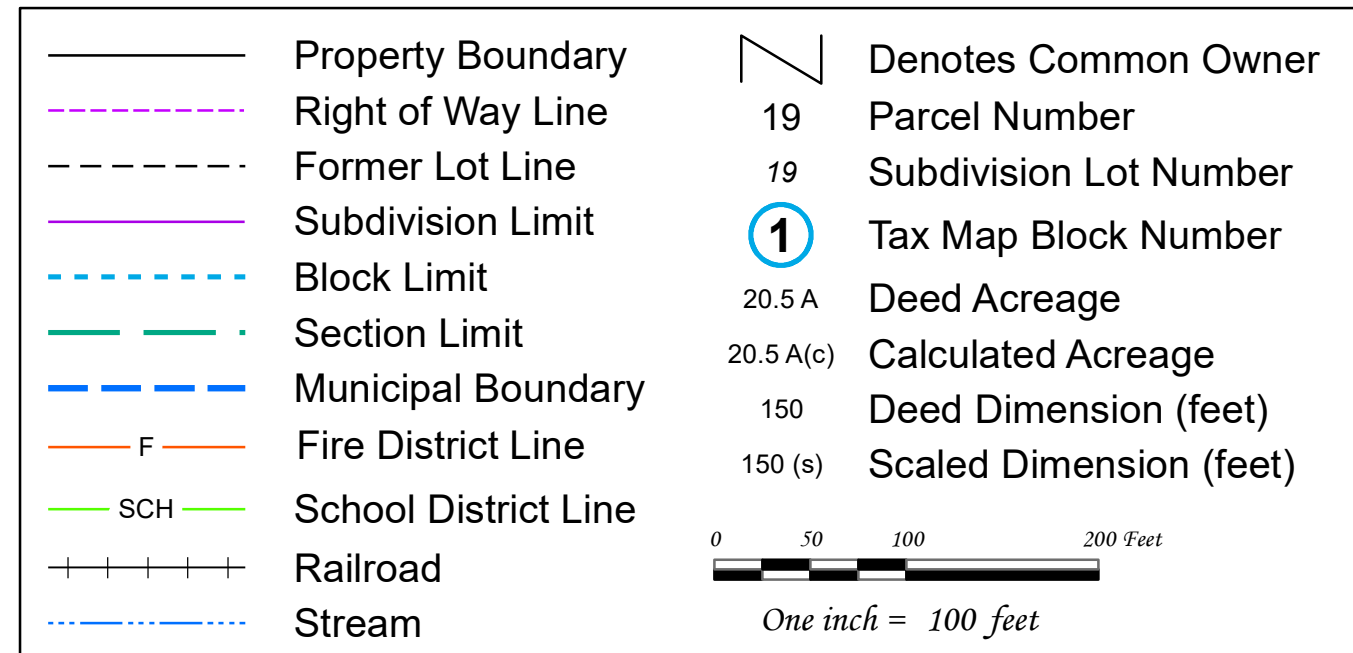 Property Boundary
Right of Way Line
Former Lot Line
Subdivision Limit
Block Limit
Section Limit
Municipal Boundary
F Fire District Line
SCH School District Line
Railroad
Stream
Denotes Common Owner
19 Parcel Number
19 Subdivision Lot Number
1 Tax Map Block Number
20.5 A Deed Acreage
20.5 A(c) Calculated Acreage
150 Deed Dimension (feet)
150 (s) Scaled Dimension (feet)
0 50 100 200 Feet
One inch = 100 feet